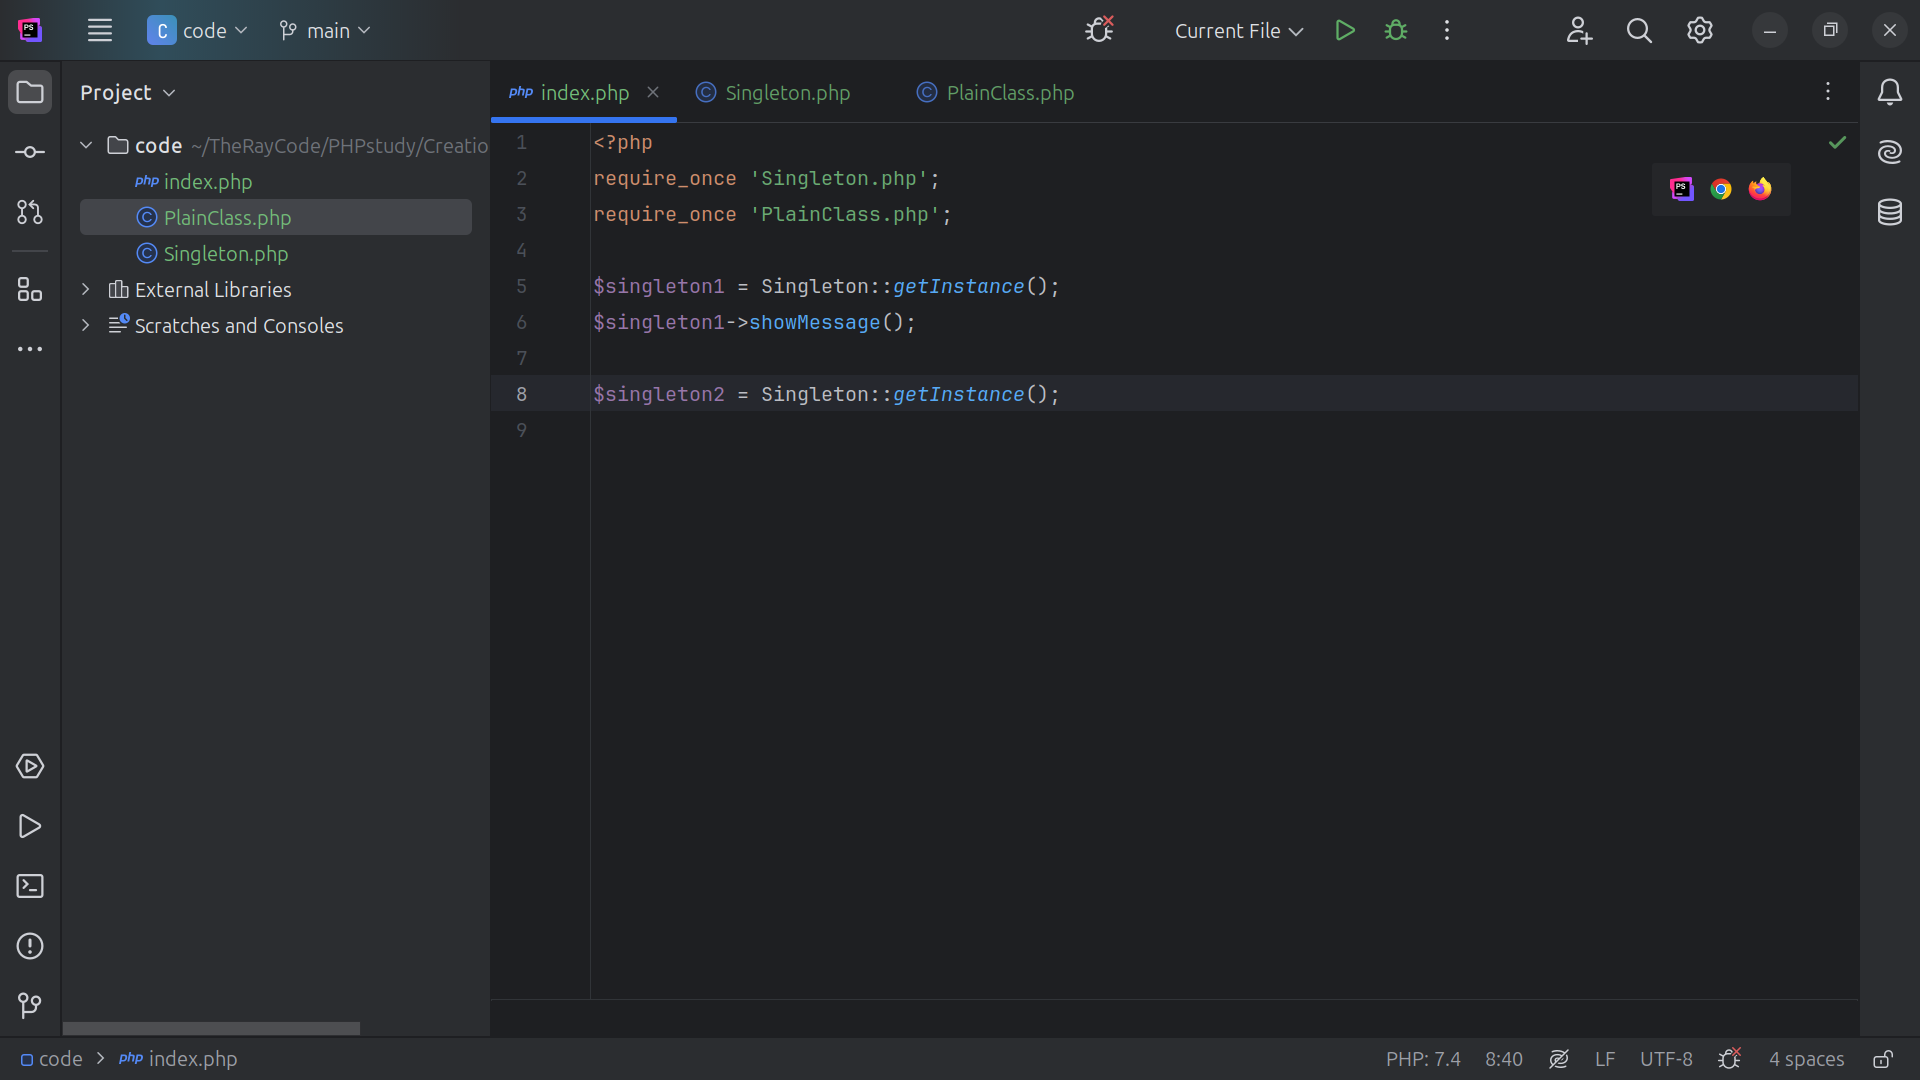 PS
C code
main
Current File
Project
code ~/TheRayCode/PHPstudy/Creatio
php index.php
C PlainClass.php
C Singleton.php
External Libraries
Scratches and Consoles
php index.php
C Singleton.php
C PlainClass.php
1 <?php
2 require_once 'Singleton.php';
3 require_once 'PlainClass.php';
4
5 $singleton1 = Singleton::getInstance();
6 $singleton1->showMessage();
7
8 $singleton2 = Singleton::getInstance();
9
PS
code > php index.php
PHP: 7.4 8:40 LF UTF-8 4 spaces